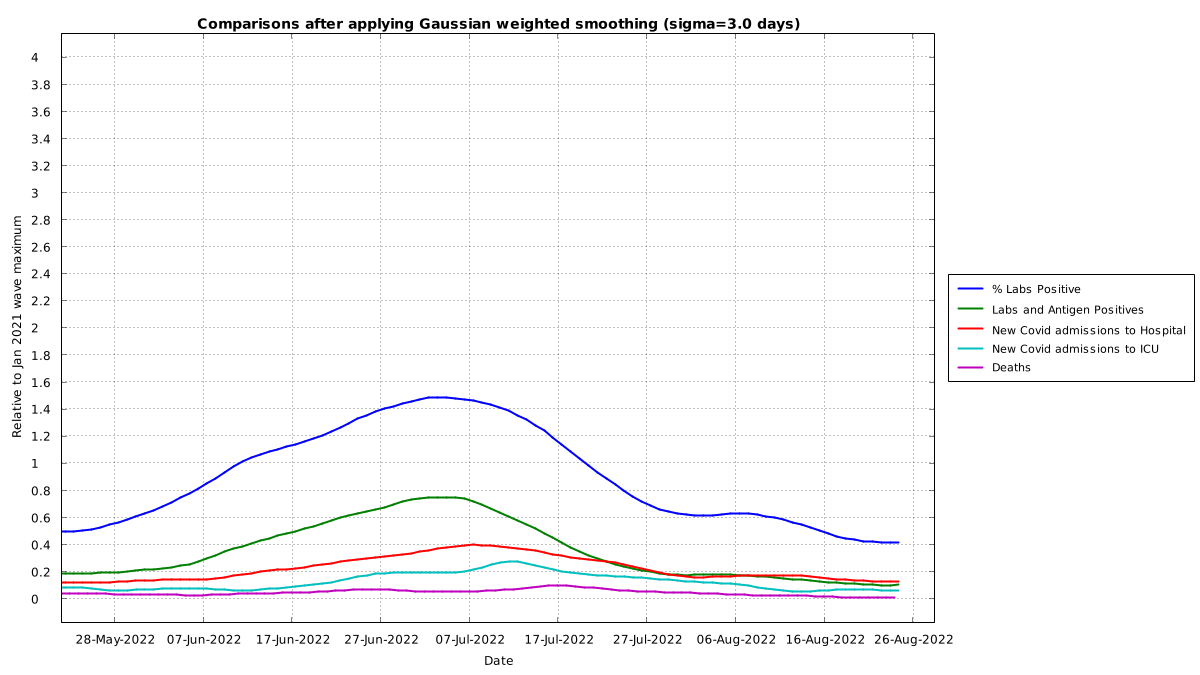 Comparisons after applying Gaussian weighted smoothing (sigma=3.0 days)
Relative to Jan 2021 wave maximum
4
3.8
3.6
3.4
3.2
3
2.8
2.6
2.4
2.2
2
1.8
1.6
1.4
1.2
1
0.8
0.6
0.4
0.2
0
28-May-2022 07-Jun-2022 17-Jun-2022 27-Jun-2022 07-Jul-2022 17-Jul-2022 27-Jul-2022 06-Aug-2022 16-Aug-2022 26-Aug-2022
Date
% Labs Positive
Labs and Antigen Positives
New Covid admissions to Hospital
New Covid admissions to ICU
Deaths